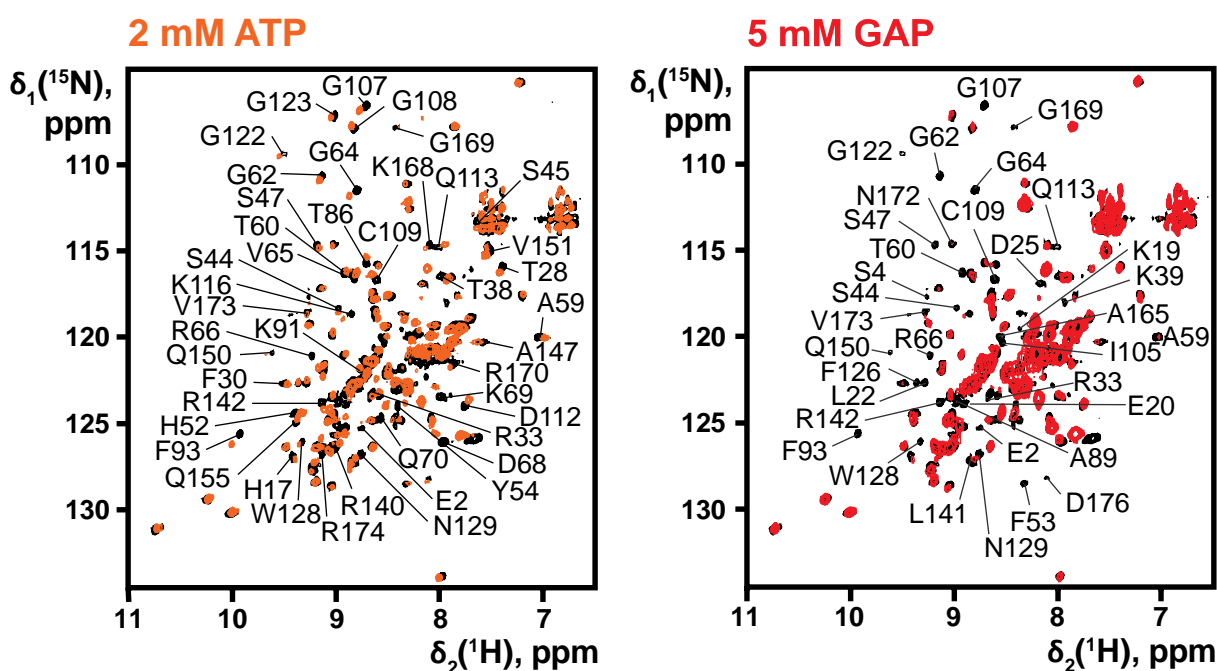 2 mM ATP
5 mM GAP
δ1(15N),
ppm
G107
G123
G108
G122
G64
G169
K168
S45
G62
Q113
S47
T86
T60
C109
V65
V151
S44
T28
K116
T38
V173
A59
R66
K91
Q150
A147
F30
R170
R142
K69
H52
D112
F93
R33
Q155
Q70
D68
H17
Y54
W128
R140
E2
R174
N129
110
115
120
125
130
11
10
9
8
7
δ2(1H), ppm
δ1(15N),
ppm
G107
G62
G169
G122
G64
N172
Q113
S47
C109
T60
D25
K19
S4
K39
S44
V173
A165
R66
A59
Q150
I105
F126
R33
L22
R142
E20
F93
E2
A89
W128
L141
D176
F53
N129
110
115
120
125
130
11
10
9
8
7
δ2(1H), ppm